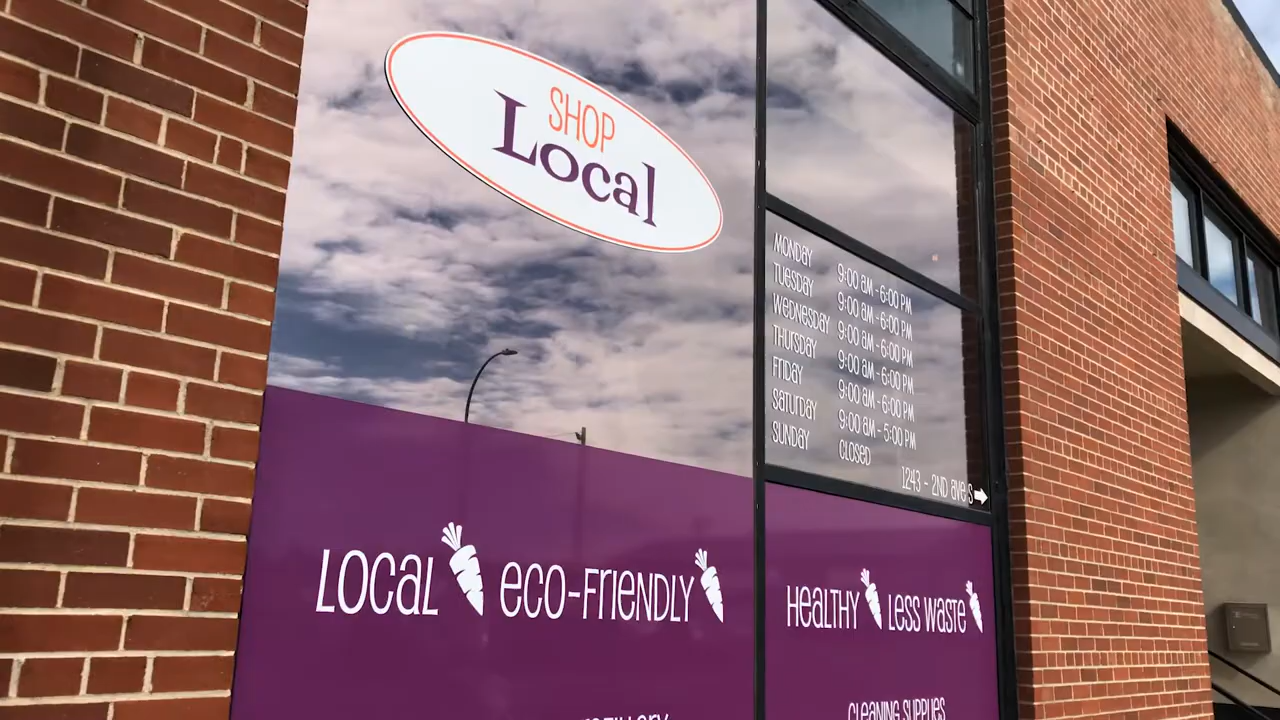 SHOP
Local
MONDAY 9:00 AM - 6:00 PM
TUESDAY 9:00 AM - 6:00 PM
WEDNESDAY 9:00 AM - 6:00 PM
THURSDAY 9:00 AM - 6:00 PM
FRIDAY 9:00 AM - 6:00 PM
SATURDAY 9:00 AM - 5:00 PM
SUNDAY CLOSED
1243 - 2ND AVE S
LOCAL ECO-FRIENDLY
HEALTHY LESS WASTE
CLEANING SUPPLIES